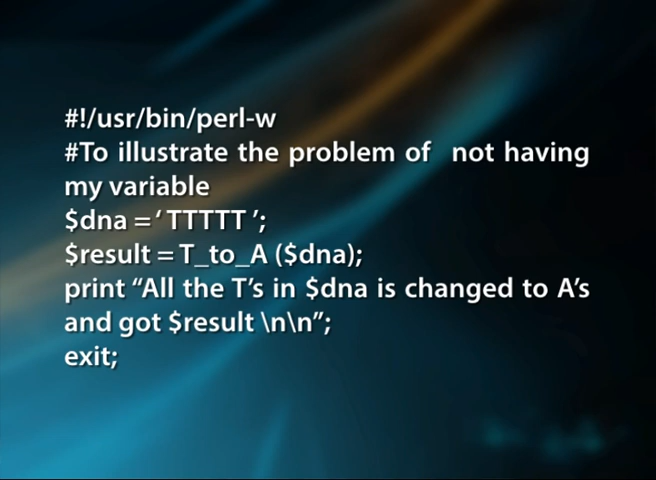 #!/usr/bin/perl-w
#To illustrate the problem of not having
my variable
$dna = ‘ TTTTT ’;
$result = T_to_A ($dna);
print “All the T’s in $dna is changed to A’s
and got $result \n\n”;
exit;